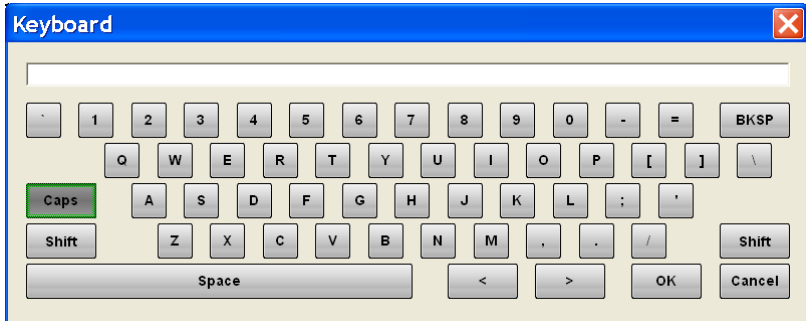 Keyboard
` 1 2 3 4 5 6 7 8 9 0 - = BKSP
Q W E R T Y U I O P [ ] \
Caps A S D F G H J K L ; '
Shift Z X C V B N M , . / Shift
Space < > OK Cancel